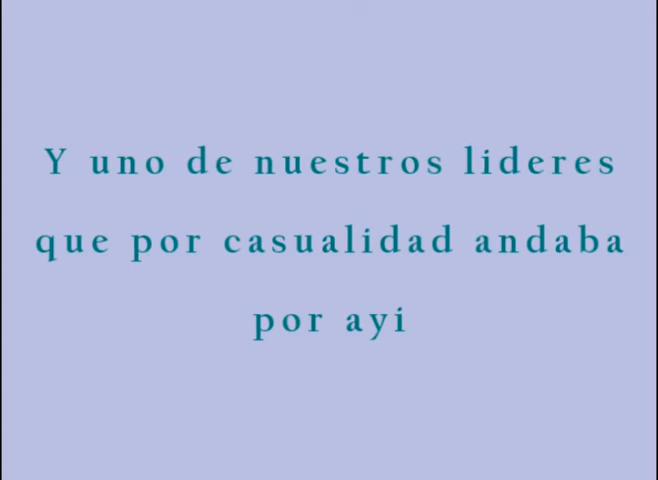 Y uno de nuestros lideres
que por casualidad andaba
por ayi